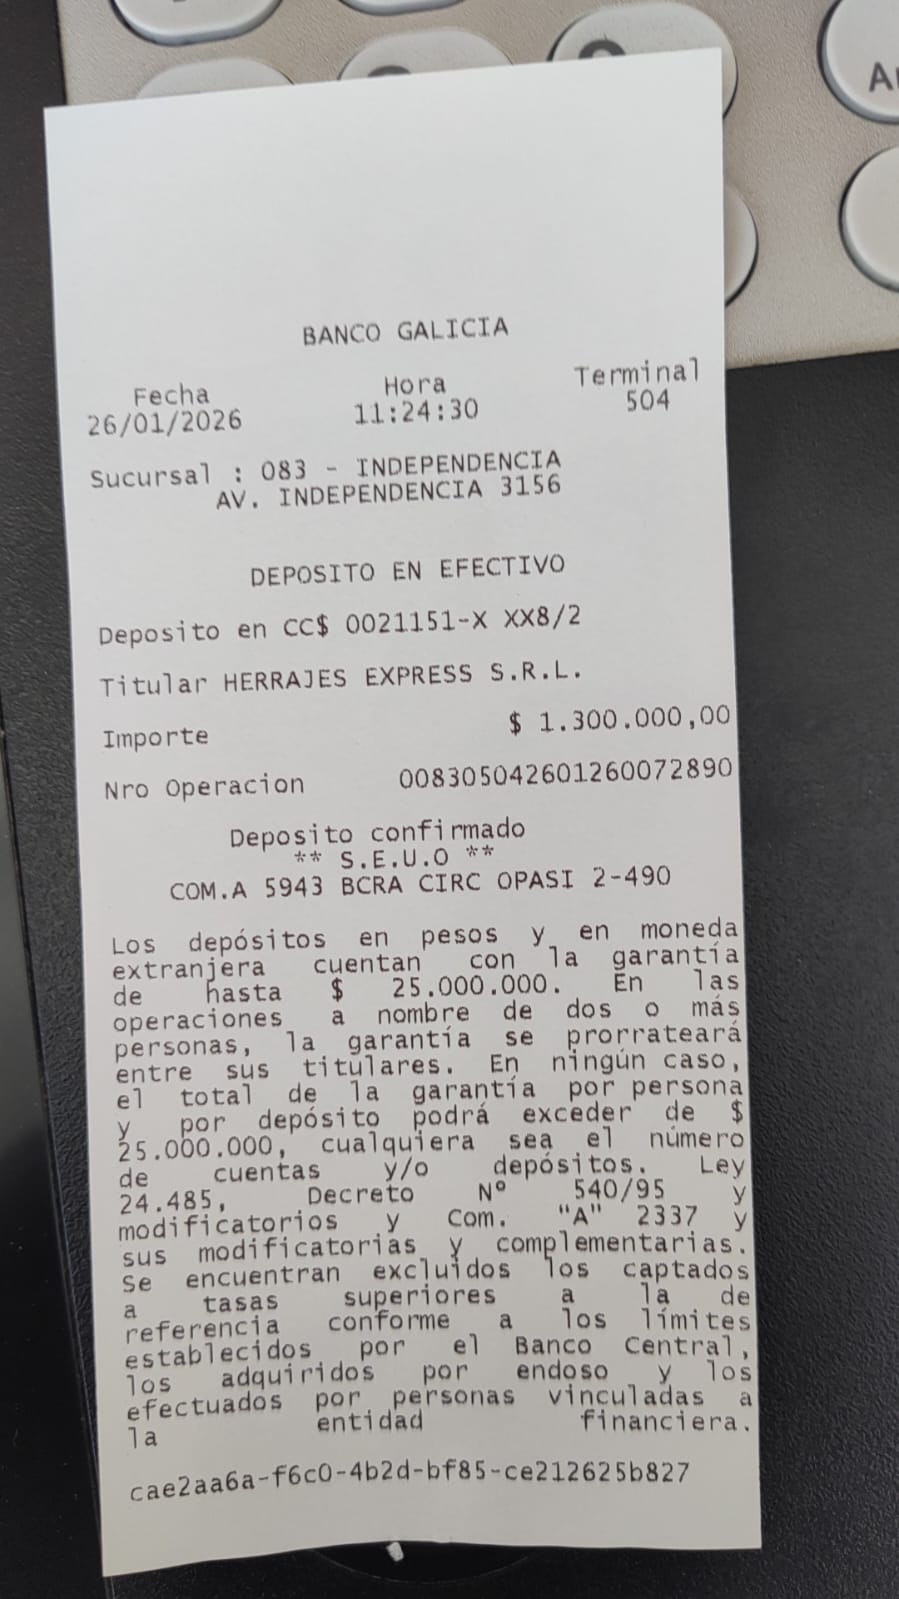 BANCO GALICIA
Fecha Hora Terminal
26/01/2026 11:24:30 504
Sucursal : 083 - INDEPENDENCIA
AV. INDEPENDENCIA 3156
DEPOSITO EN EFECTIVO
Deposito en CC$ 0021151-X XX8/2
Titular HERRAJES EXPRESS S.R.L.
Importe $ 1.300.000,00
Nro Operacion 008305042601260072890
Deposito confirmado
** S.E.U.O **
COM.A 5943 BCRA CIRC OPASI 2-490
Los depósitos en pesos y en moneda
extranjera cuentan con la garantía
de hasta $ 25.000.000. En las
operaciones a nombre de dos o más
personas, la garantía se prorrateará
entre sus titulares. En ningún caso,
el total de la garantía por persona
y por depósito podrá exceder de $
25.000.000, cualquiera sea el número
de cuentas y/o depósitos. Ley
24.485, Decreto Nº 540/95 y
modificatorios y Com. "A" 2337 y
sus modificatorias y complementarias.
Se encuentran excluidos los captados
a tasas superiores a la de
referencia conforme a los límites
establecidos por el Banco Central,
los adquiridos por endoso y los
efectuados por personas vinculadas a
la entidad financiera.
cae2aa6a-f6c0-4b2d-bf85-ce212625b827